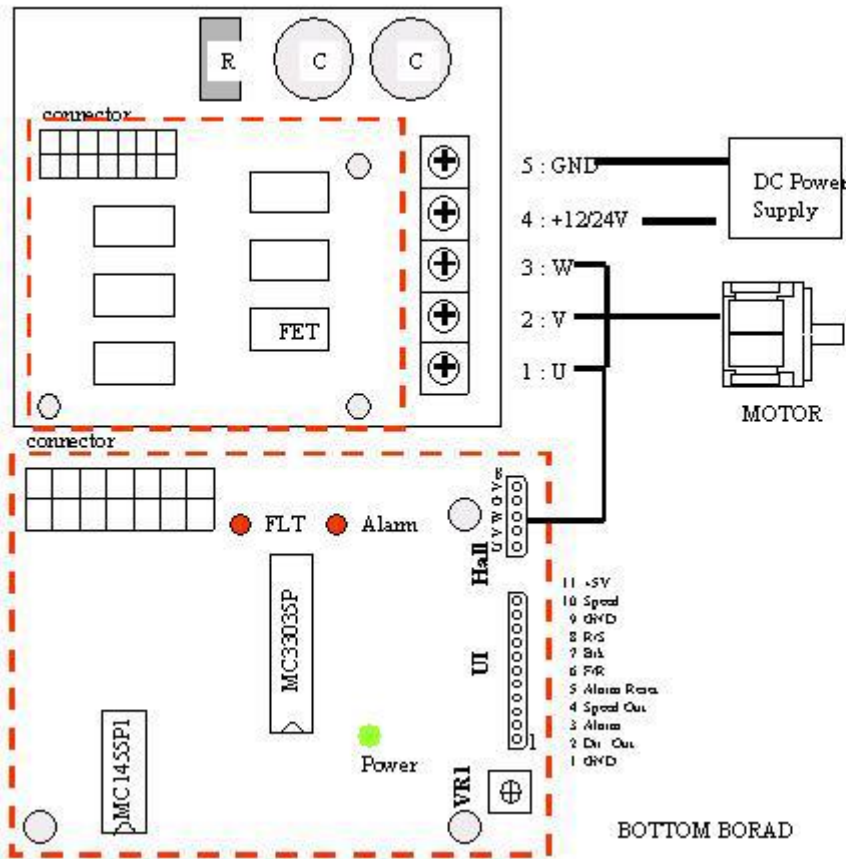 R
C
C
connector
5 : GND
DC Power
Supply
4 : +12/24V
3 : W
2 : V
FET
1 : U
MOTOR
connector
FLT
Alarm
Hall
U V W G V
MC33035P
UI
11 +5V
10 Speed
9 GND
8 R/S
7 Brk
6 F/R
5 Alarm Reset
4 Speed Out
3 Alarm
2 Dir Out
1 GND
1
MC1455P1
Power
VR1
BOTTOM BORAD